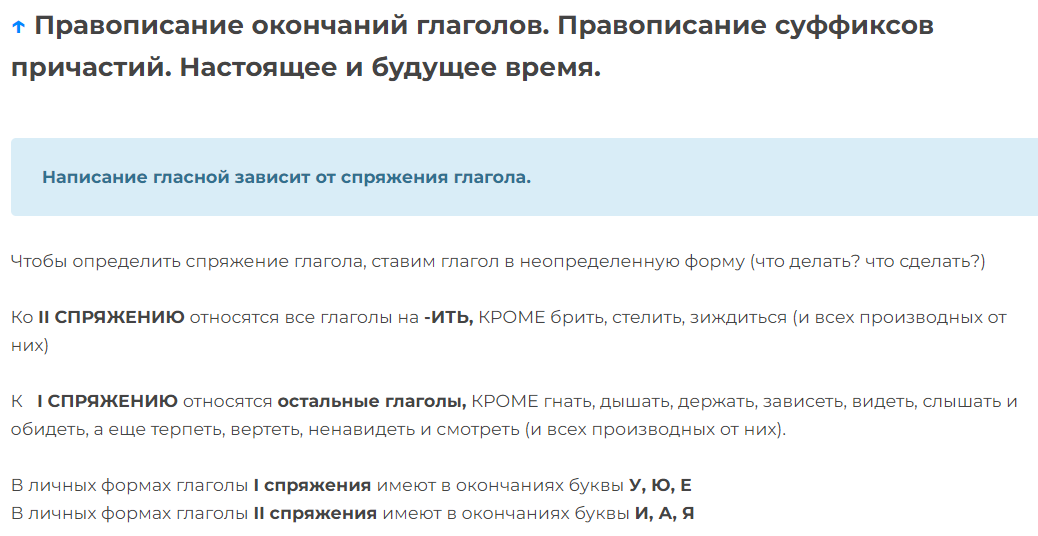 ↑ Правописание окончаний глаголов. Правописание суффиксов
причастий. Настоящее и будущее время.
Написание гласной зависит от спряжения глагола.
Чтобы определить спряжение глагола, ставим глагол в неопределенную форму (что делать? что сделать?)
Ко II СПРЯЖЕНИЮ относятся все глаголы на -ИТЬ, КРОМЕ брить, стелить, зиждиться (и всех производных от
них)
К I СПРЯЖЕНИЮ относятся остальные глаголы, КРОМЕ гнать, дышать, держать, зависеть, видеть, слышать и
обидеть, а еще терпеть, вертеть, ненавидеть и смотреть (и всех производных от них).
В личных формах глаголы I спряжения имеют в окончаниях буквы У, Ю, Е
В личных формах глаголы II спряжения имеют в окончаниях буквы И, А, Я